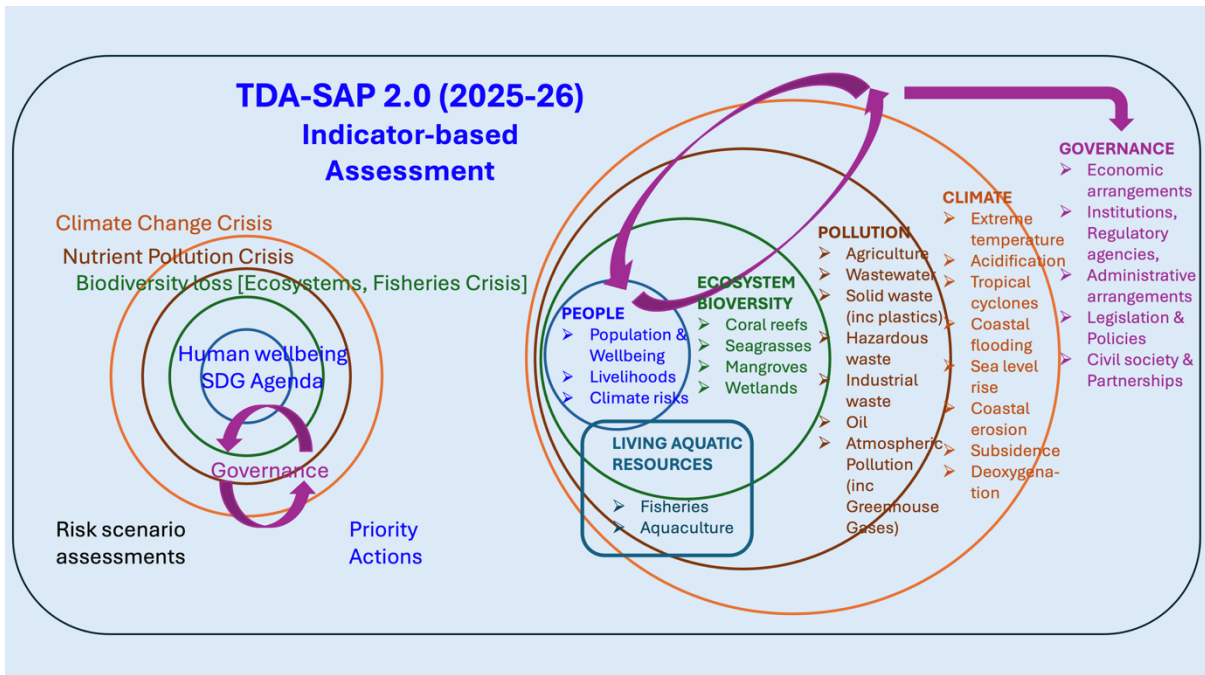 TDA-SAP 2.0 (2025-26)
Indicator-based
Assessment
Climate Change Crisis
Nutrient Pollution Crisis
Biodiversity loss [Ecosystems, Fisheries Crisis]
Human wellbeing
SDG Agenda
Governance
Risk scenario
assessments
Priority
Actions
PEOPLE
➢ Population &
Wellbeing
➢ Livelihoods
➢ Climate risks
LIVING AQUATIC
RESOURCES
➢ Fisheries
➢ Aquaculture
ECOSYSTEM
BIOVERSITY
➢ Coral reefs
➢ Seagrasses
➢ Mangroves
➢ Wetlands
POLLUTION
➢ Agriculture
➢ Wastewater
➢ Solid waste
(inc plastics)
➢ Hazardous
waste
➢ Industrial
waste
➢ Oil
➢ Atmospheric
Pollution
(inc
Greenhouse
Gases)
CLIMATE
➢ Extreme
temperature
➢ Acidification
➢ Tropical
cyclones
➢ Coastal
flooding
➢ Sea level
rise
➢ Coastal
erosion
➢ Subsidence
➢ Deoxygena-
tion
GOVERNANCE
➢ Economic
arrangements
➢ Institutions,
Regulatory
agencies,
➢ Administrative
arrangements
➢ Legislation &
Policies
➢ Civil society &
Partnerships